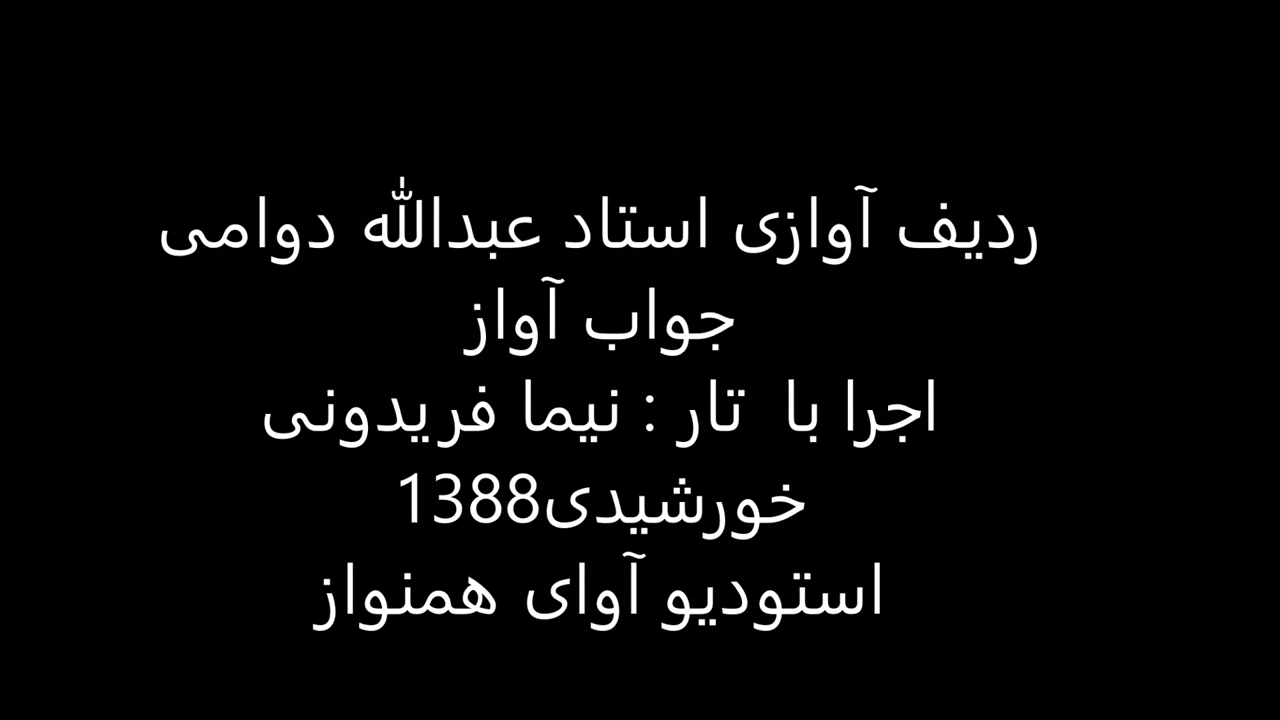 ردیف آوازی استاد عبدالله دوامی
جواب آواز
اجرا با تار : نیما فریدونی
خورشیدی1388
استودیو آوای همنواز